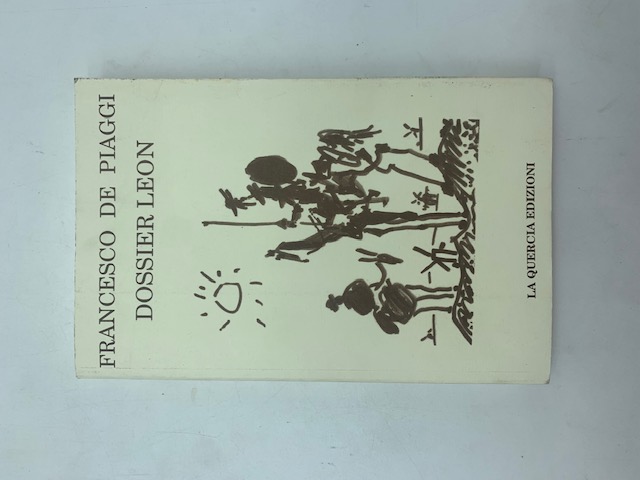 FRANCESCO DE PIAGGI
DOSSIER LEON
LA QUERCIA EDIZIONI